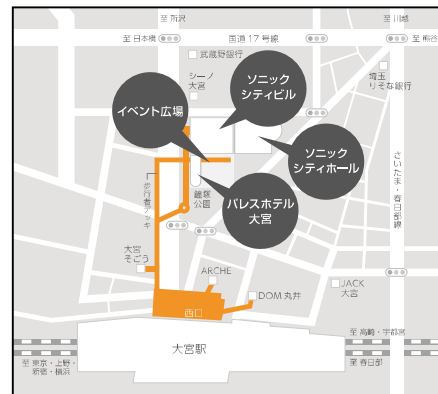 至 所沢
至 川越
至 日本橋
国道17号線
至 熊谷
武蔵野銀行
シーノ
大宮
ソニック
シティビル
埼玉
りそな銀行
イベント広場
ソニック
シティホール
さいたま・春日部線
歩行者デッキ
鐘塚
公園
パレスホテル
大宮
大宮
そごう
ARCHE
DOM 丸井
JACK
大宮
西口
大宮駅
至 高崎・宇都宮
至 東京・上野・
新宿・横浜
至 春日部